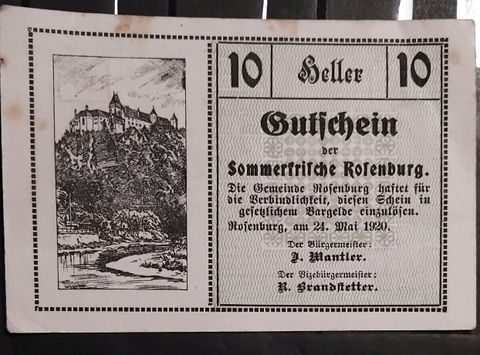 10 Heller 10
Gutschein
der
Sommerfrische Rosenburg.
Die Gemeinde Rosenburg haftet für
die Verbindlichkeit, diesen Schein in
gesetzlichem Bargelde einzulösen.
Rosenburg, am 24. Mai 1920.
Der Bürgermeister:
J. Mantler.
Der Vizebürgermeister:
R. Brandstetter.